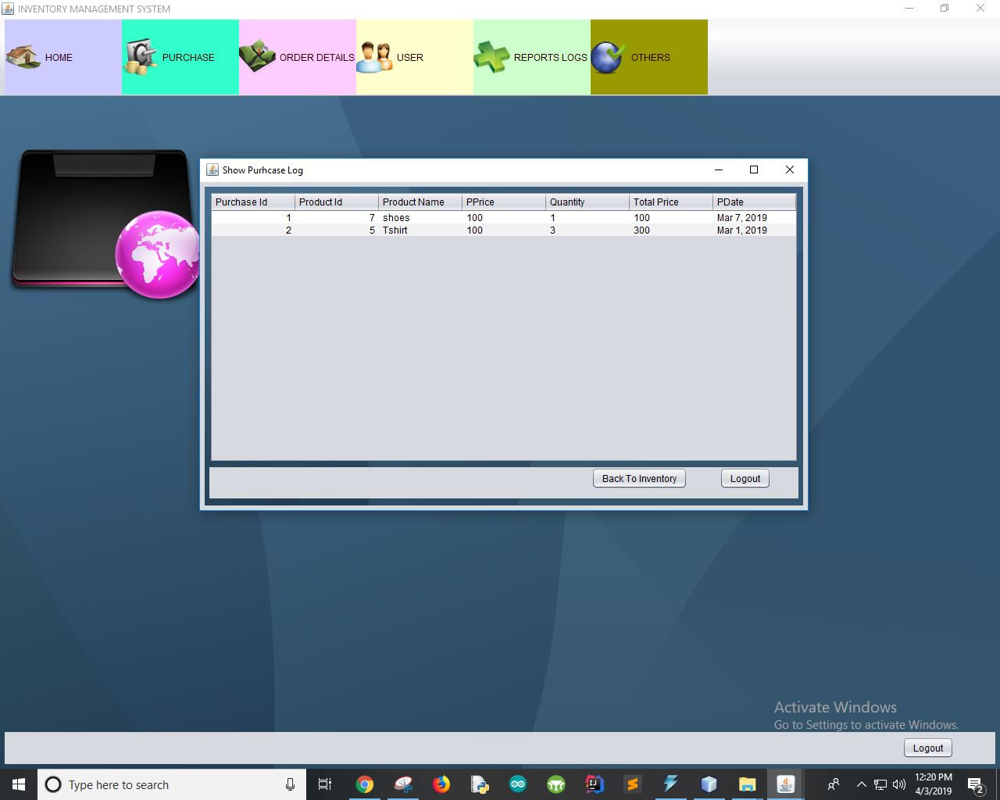 INVENTORY MANAGEMENT SYSTEM
HOME PURCHASE ORDER DETAILS USER REPORTS LOGS OTHERS
Show Purhcase Log
Purchase Id Product Id Product Name PPrice Quantity Total Price PDate
1 7 shoes 100 1 100 Mar 7, 2019
2 5 Tshirt 100 3 300 Mar 1, 2019
Back To Inventory Logout
Activate Windows
Go to Settings to activate Windows.
Logout
Type here to search
12:20 PM
4/3/2019
2